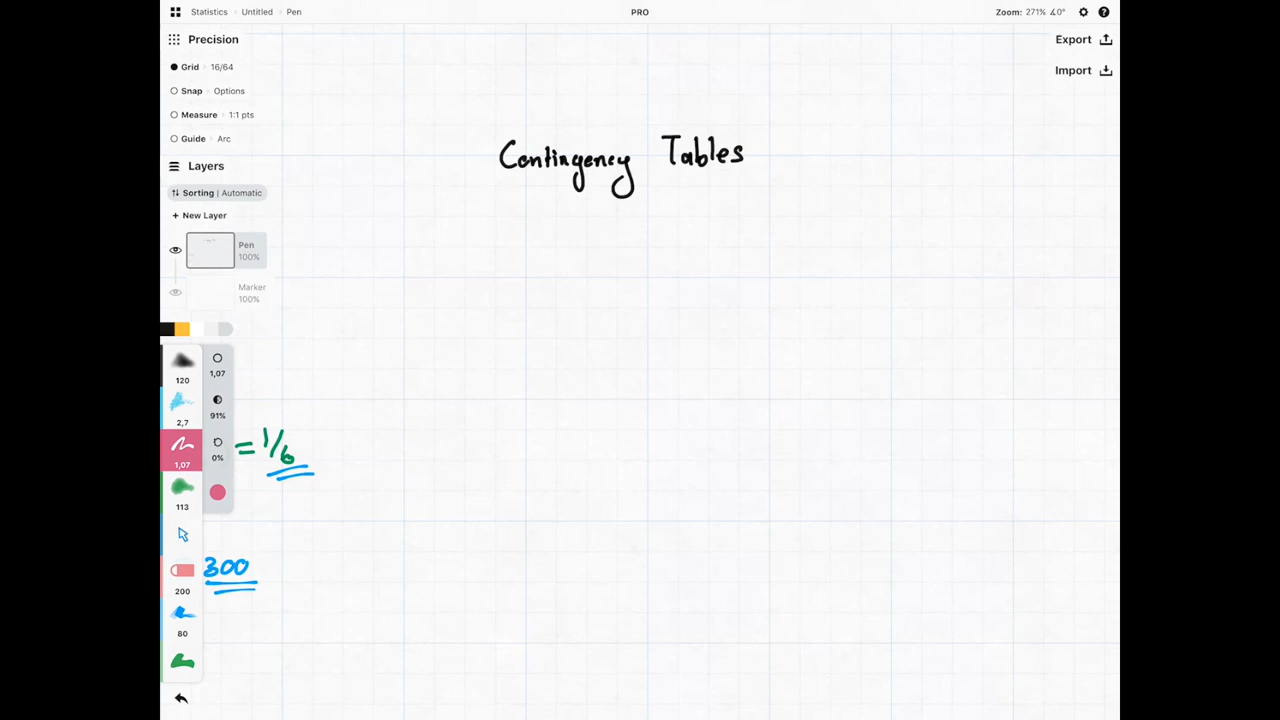 Statistics > Untitled > Pen
PRO
Zoom: 271% ∡0°
Precision
Export
Import
Grid > 16/64
Snap > Options
Measure > 1:1 pts
Guide > Arc
Layers
Sorting | Automatic
+ New Layer
Pen
100%
Marker
100%
Contingency Tables
120
1,07
2,7
91%
1,07
0%
113
200
80
= 1/6
300